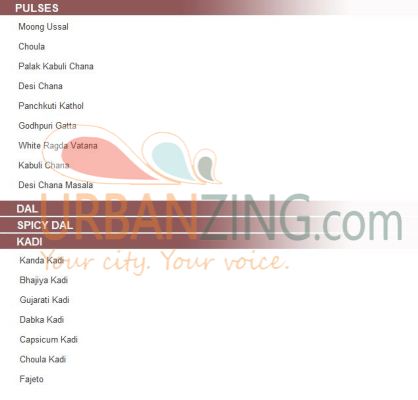 PULSES
Moong Ussal
Choula
Palak Kabuli Chana
Desi Chana
Panchkuti Kathol
Godhpuri Gatta
White Ragda Vatana
Kabuli Chana
Desi Chana Masala
DAL
URBANZING.com
SPICY DAL
KADI
Your city. Your voice.
Kanda Kadi
Bhajiya Kadi
Gujarati Kadi
Dabka Kadi
Capsicum Kadi
Choula Kadi
Fajeto